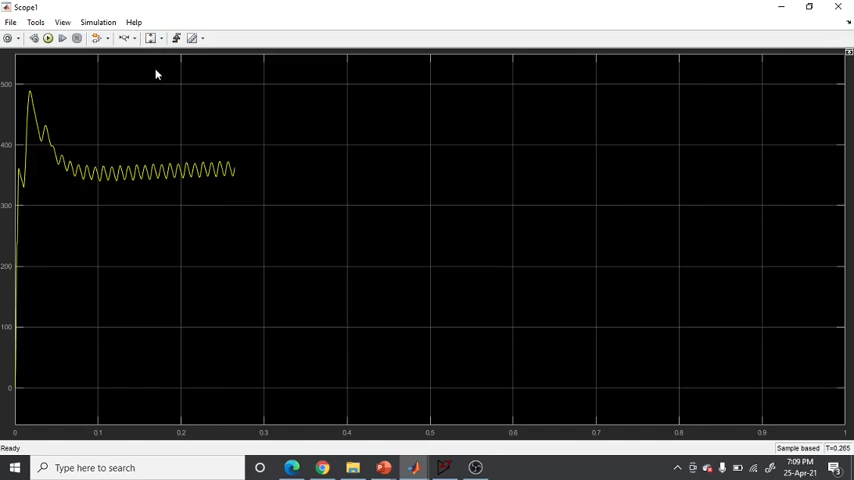 Scope1
File Tools View Simulation Help
500
400
300
200
100
0
0 0.1 0.2 0.3 0.4 0.5 0.6 0.7 0.8 0.9 1
Ready
Sample based T=0.265
Type here to search
7:09 PM
25-Apr-21
3